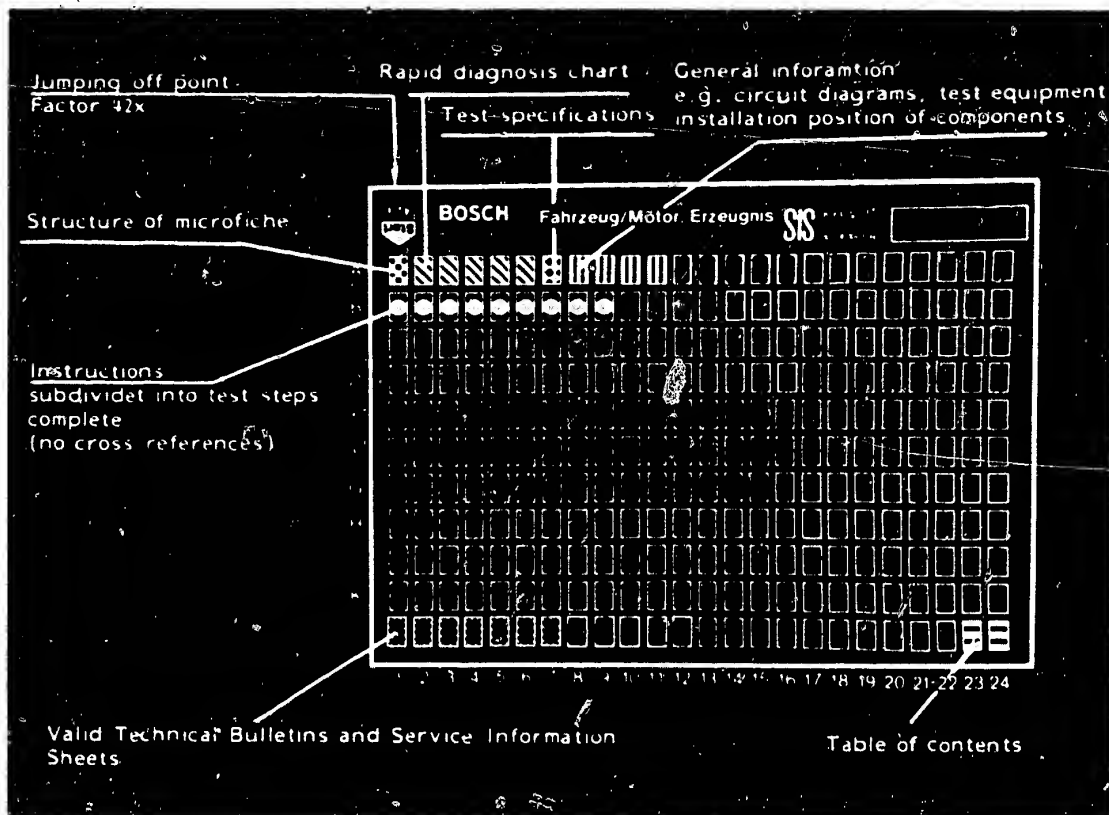 Jumping off point
Factor 42x
Rapid diagnosis chart
Test specifications
General inforamtion
e.g. circuit diagrams, test equipment
installation position of components
Structure of microfiche
BOSCH Fahrzeug/Motor Erzeugnis SIS
Instructions
subdividet into test steps
complete
(no cross references)
1 2 3 4 5 6 7 8 9 10 11 12 13 14 15 16 17 18 19 20 21 22 23 24
Valid Technical Bulletins and Service Information
Sheets
Table of contents